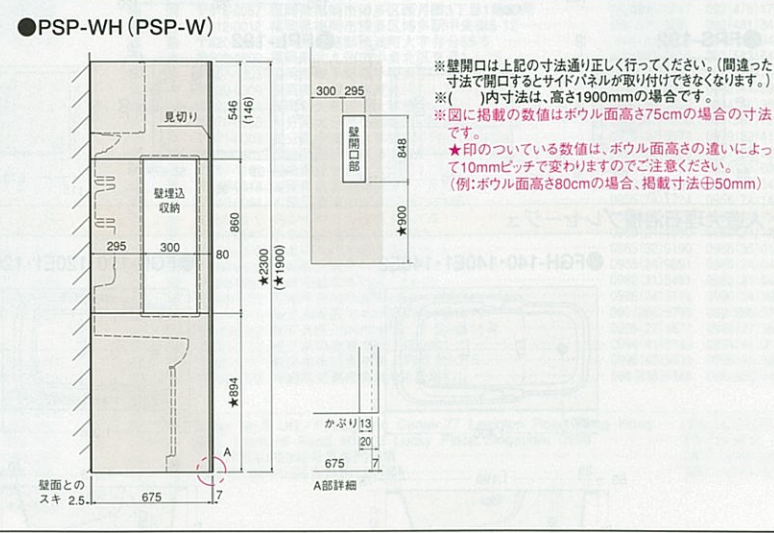 ●PSP-WH(PSP-W)
※壁開口は上記の寸法通り正しく行ってください。(間違った
寸法で開口するとサイドパネルが取り付けできなくなります。)
※(　　)内寸法は、高さ1900mmの場合です。
※図に掲載の数値はボウル面高さ75cmの場合の寸法
です。
★印のついている数値は、ボウル面高さの違いによっ
て10mmピッチで変わりますのでご注意ください。
(例:ボウル面高さ80cmの場合、掲載寸法⊕50mm)
見切り
546
(146)
壁埋込
収納
295
300
80
860
★2300
(★1900)
★894
A
壁面との
スキ 2.5
675
7
300 295
壁開口部
848
★900
かぶり 13
20
675
7
A部詳細
●FGH-140・140E1・14